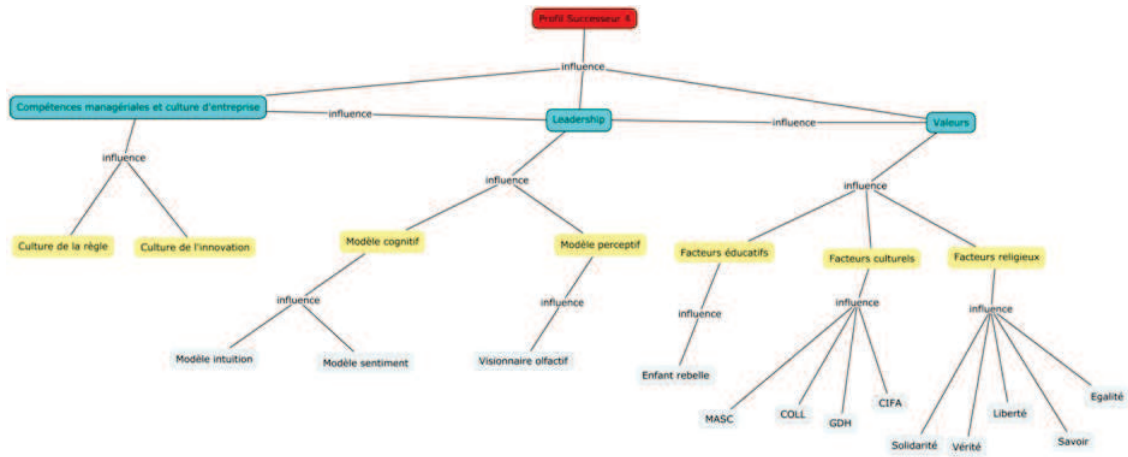 Profil Successeur 4
influence
Compétences managériales et culture d'entreprise
influence
Leadership
influence
Valeurs
influence
influence
influence
Culture de la règle
Culture de l'innovation
Modèle cognitif
Modèle perceptif
Facteurs éducatifs
Facteurs culturels
Facteurs religieux
influence
influence
influence
influence
influence
Modèle intuition
Modèle sentiment
Visionnaire olfactif
Enfant rebelle
MASC
COLL
GDH
CIFA
Solidarité
Vérité
Liberté
Savoir
Egalité